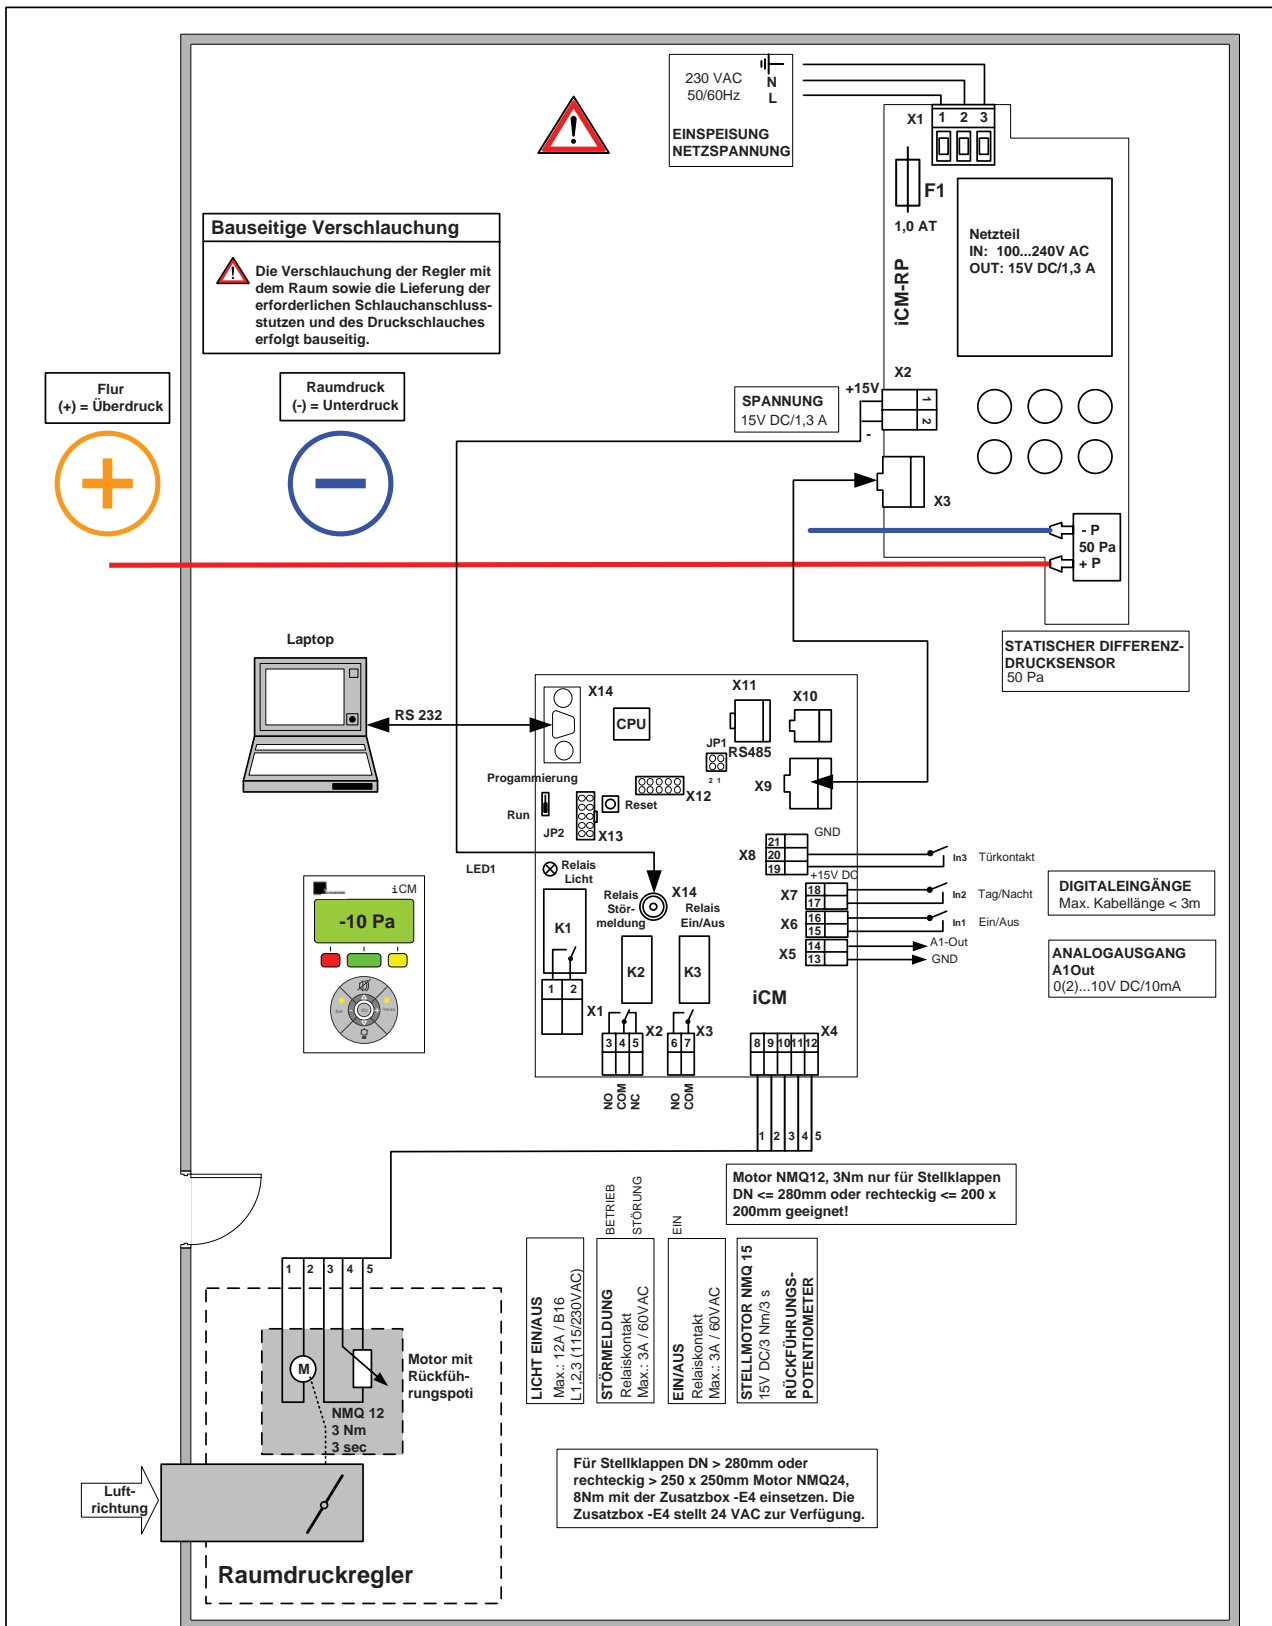 230 VAC
50/60Hz
N
L
EINSPEISUNG
NETZSPANNUNG
X1
1 2 3
F1
1,0 AT
Netzteil
IN: 100...240V AC
OUT: 15V DC/1,3 A
iCM-RP
Bauseitige Verschlauchung
Die Verschlauchung der Regler mit
dem Raum sowie die Lieferung der
erforderlichen Schlauchanschluss-
stutzen und des Druckschlauches
erfolgt bauseitig.
Flur
(+) = Überdruck
Raumdruck
(-) = Unterdruck
SPANNUNG
15V DC/1,3 A
X2
+15V
1
2
-
X3
- P
50 Pa
+ P
STATISCHER DIFFERENZ-
DRUCKSENSOR
50 Pa
Laptop
RS 232
X14
CPU
X11
RS485
X10
JP1
2 1
X9
Progammierung
Run
JP2
X13
Reset
X12
LED1
Relais
Licht
K1
1 2
X1
Relais
Stör-
meldung
X14
Relais
Ein/Aus
K2
K3
3 4 5
X2
6 7
X3
NO
COM
NC
NO
COM
iCM
X8
21
20
19
GND
+15V DC
In3 Türkontakt
X7
18
17
In2 Tag/Nacht
X6
16
15
In1 Ein/Aus
X5
14
13
A1-Out
GND
DIGITALEINGÄNGE
Max. Kabellänge < 3m
ANALOGAUSGANG
A1Out
0(2)...10V DC/10mA
iCM
-10 Pa
8 9 10 11 12
X4
1 2 3 4 5
Motor NMQ12, 3Nm nur für Stellklappen
DN <= 280mm oder rechteckig <= 200 x
200mm geeignet!
BETRIEB
STÖRUNG
EIN
LICHT EIN/AUS
Max.: 12A / B16
L1,2,3 (115/230VAC)
STÖRMELDUNG
Relaiskontakt
Max.: 3A / 60VAC
EIN/AUS
Relaiskontakt
Max.: 3A / 60VAC
STELLMOTOR NMQ 15
15V DC/3 Nm/3 s
RÜCKFÜHRUNGS-
POTENTIOMETER
1 2 3 4 5
M
NMQ 12
3 Nm
3 sec
Motor mit
Rückfüh-
rungspoti
Luft-
richtung
Raumdruckregler
Für Stellklappen DN > 280mm oder
rechteckig > 250 x 250mm Motor NMQ24,
8Nm mit der Zusatzbox -E4 einsetzen. Die
Zusatzbox -E4 stellt 24 VAC zur Verfügung.